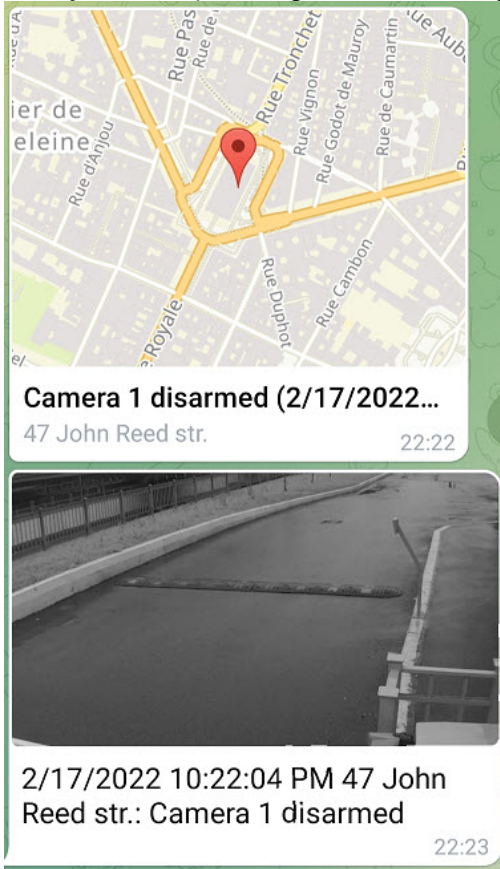 Rue Pas
Rue de
Rue Tronchet
Rue Vignon
Rue Godot de Mauroy
Rue de Caumartin
Rue Aub
ier de
eleine
Rue d'Anjou
Rue Duphot
Rue Cambon
Royale
Camera 1 disarmed (2/17/2022...
47 John Reed str.
22:22
2/17/2022 10:22:04 PM 47 John
Reed str.: Camera 1 disarmed
22:23